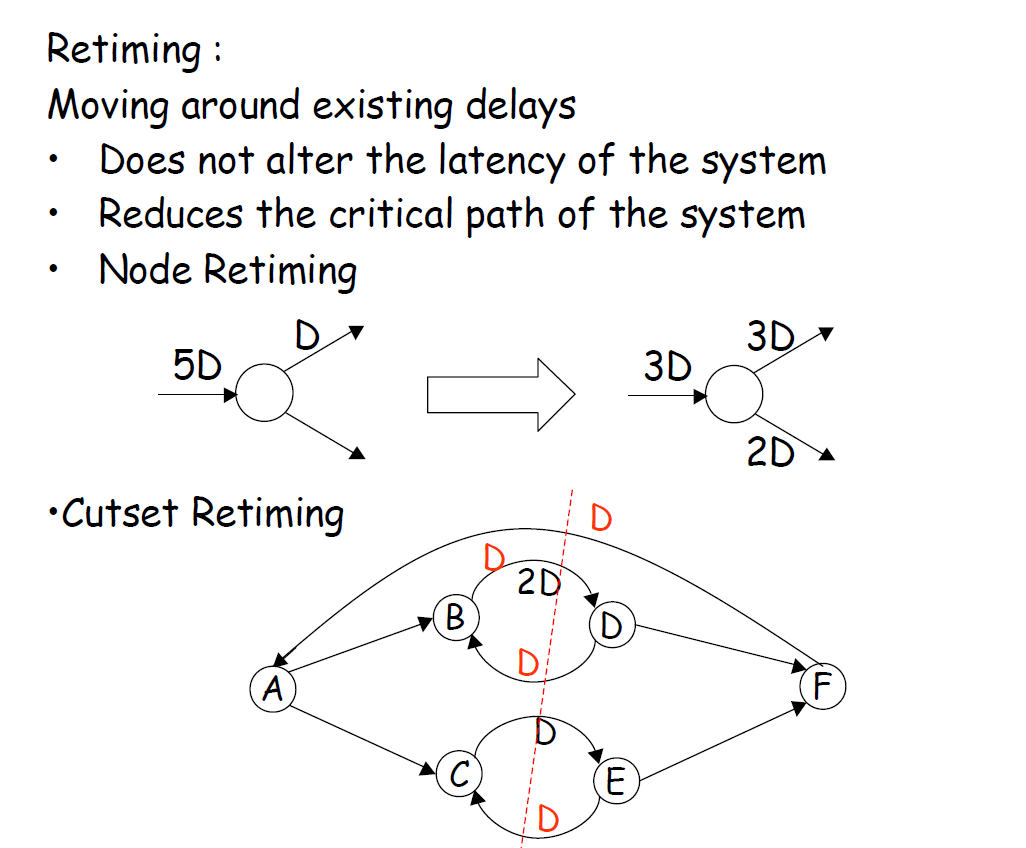 Retiming :
Moving around existing delays
• Does not alter the latency of the system
• Reduces the critical path of the system
• Node Retiming
5D D 3D 3D
2D
•Cutset Retiming
D
D
2D
B D
D
A F
D
C E
D